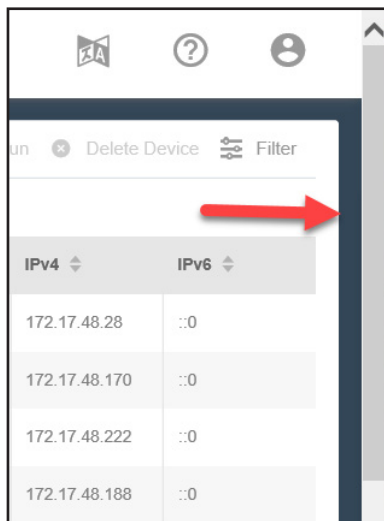 un Delete Device Filter
IPv4 IPv6
172.17.48.28 ::0
172.17.48.170 ::0
172.17.48.222 ::0
172.17.48.188 ::0